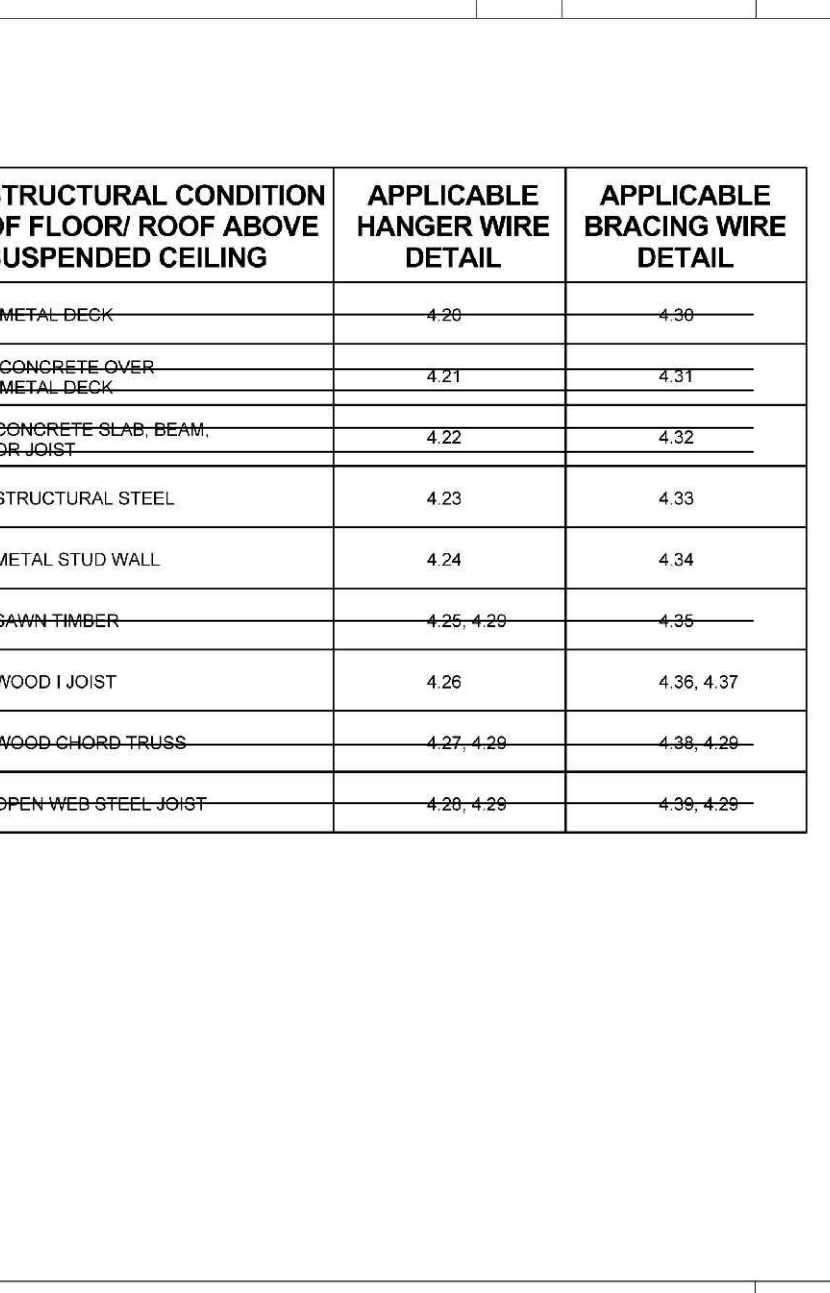 STRUCTURAL CONDITION OF FLOOR/ ROOF ABOVE SUSPENDED CEILING
APPLICABLE HANGER WIRE DETAIL
APPLICABLE BRACING WIRE DETAIL
METAL DECK 4.20 4.30
CONCRETE OVER METAL DECK 4.21 4.31
CONCRETE SLAB, BEAM, OR JOIST 4.22 4.32
STRUCTURAL STEEL 4.23 4.33
METAL STUD WALL 4.24 4.34
SAWN TIMBER 4.25, 4.29 4.35
WOOD I JOIST 4.26 4.36, 4.37
WOOD CHORD TRUSS 4.27, 4.29 4.38, 4.29
OPEN WEB STEEL JOIST 4.28, 4.29 4.39, 4.29